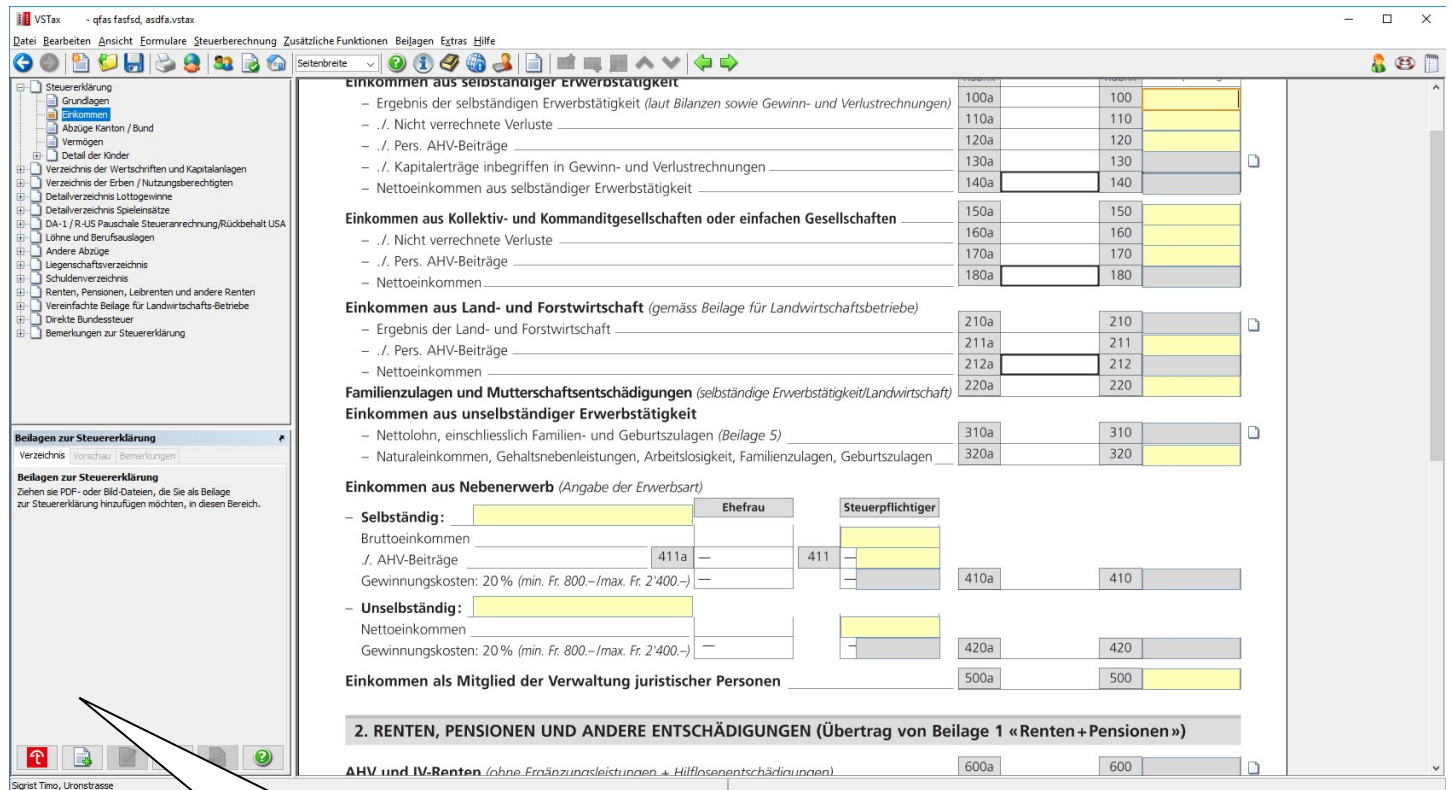 VSTax - qfas fasfsd, asdfa.vstax
Datei Bearbeiten Ansicht Formulare Steuerberechnung Zusätzliche Funktionen Beilagen Extras Hilfe
Seitenbreite
Steuererklärung
Grundlagen
Einkommen
Abzüge Kanton / Bund
Vermögen
Detail der Kinder
Verzeichnis der Wertschriften und Kapitalanlagen
Verzeichnis der Erben / Nutzungsberechtigten
Detailverzeichnis Lottogewinne
Detailverzeichnis Spieleinsätze
DA-1 / R-US Pauschale Steueranrechnung/Rückbehalt USA
Löhne und Berufsauslagen
Andere Abzüge
Liegenschaftsverzeichnis
Schuldenverzeichnis
Renten, Pensionen, Leibrenten und andere Renten
Vereinfachte Beilage für Landwirtschafts-Betriebe
Direkte Bundessteuer
Bemerkungen zur Steuererklärung
Beilagen zur Steuererklärung
Verzeichnis Vorschau Bemerkungen
Beilagen zur Steuererklärung
Ziehen sie PDF- oder Bild-Dateien, die Sie als Beilage
zur Steuererklärung hinzufügen möchten, in diesen Bereich.
Sigrist Timo, Uronstrasse
Einkommen aus selbständiger Erwerbstätigkeit
– Ergebnis der selbständigen Erwerbstätigkeit (laut Bilanzen sowie Gewinn- und Verlustrechnungen) 100a 100
– ./. Nicht verrechnete Verluste 110a 110
– ./. Pers. AHV-Beiträge 120a 120
– ./. Kapitalerträge inbegriffen in Gewinn- und Verlustrechnungen 130a 130
– Nettoeinkommen aus selbständiger Erwerbstätigkeit 140a 140
Einkommen aus Kollektiv- und Kommanditgesellschaften oder einfachen Gesellschaften 150a 150
– ./. Nicht verrechnete Verluste 160a 160
– ./. Pers. AHV-Beiträge 170a 170
– Nettoeinkommen 180a 180
Einkommen aus Land- und Forstwirtschaft (gemäss Beilage für Landwirtschaftsbetriebe)
– Ergebnis der Land- und Forstwirtschaft 210a 210
– ./. Pers. AHV-Beiträge 211a 211
– Nettoeinkommen 212a 212
Familienzulagen und Mutterschaftsentschädigungen (selbständige Erwerbstätigkeit/Landwirtschaft) 220a 220
Einkommen aus unselbständiger Erwerbstätigkeit
– Nettolohn, einschliesslich Familien- und Geburtszulagen (Beilage 5) 310a 310
– Naturaleinkommen, Gehaltsnebenleistungen, Arbeitslosigkeit, Familienzulagen, Geburtszulagen 320a 320
Einkommen aus Nebenerwerb (Angabe der Erwerbsart)
Ehefrau Steuerpflichtiger
– Selbständig:
Bruttoeinkommen
./. AHV-Beiträge 411a — 411 —
Gewinnungskosten: 20 % (min. Fr. 800.–/max. Fr. 2'400.–) — — 410a 410
– Unselbständig:
Nettoeinkommen
Gewinnungskosten: 20 % (min. Fr. 800.–/max. Fr. 2'400.–) — — 420a 420
Einkommen als Mitglied der Verwaltung juristischer Personen 500a 500
2. RENTEN, PENSIONEN UND ANDERE ENTSCHÄDIGUNGEN (Übertrag von Beilage 1 «Renten + Pensionen»)
AHV und IV-Renten (ohne Ergänzungsleistungen + Hilflosenentschädigungen) 600a 600